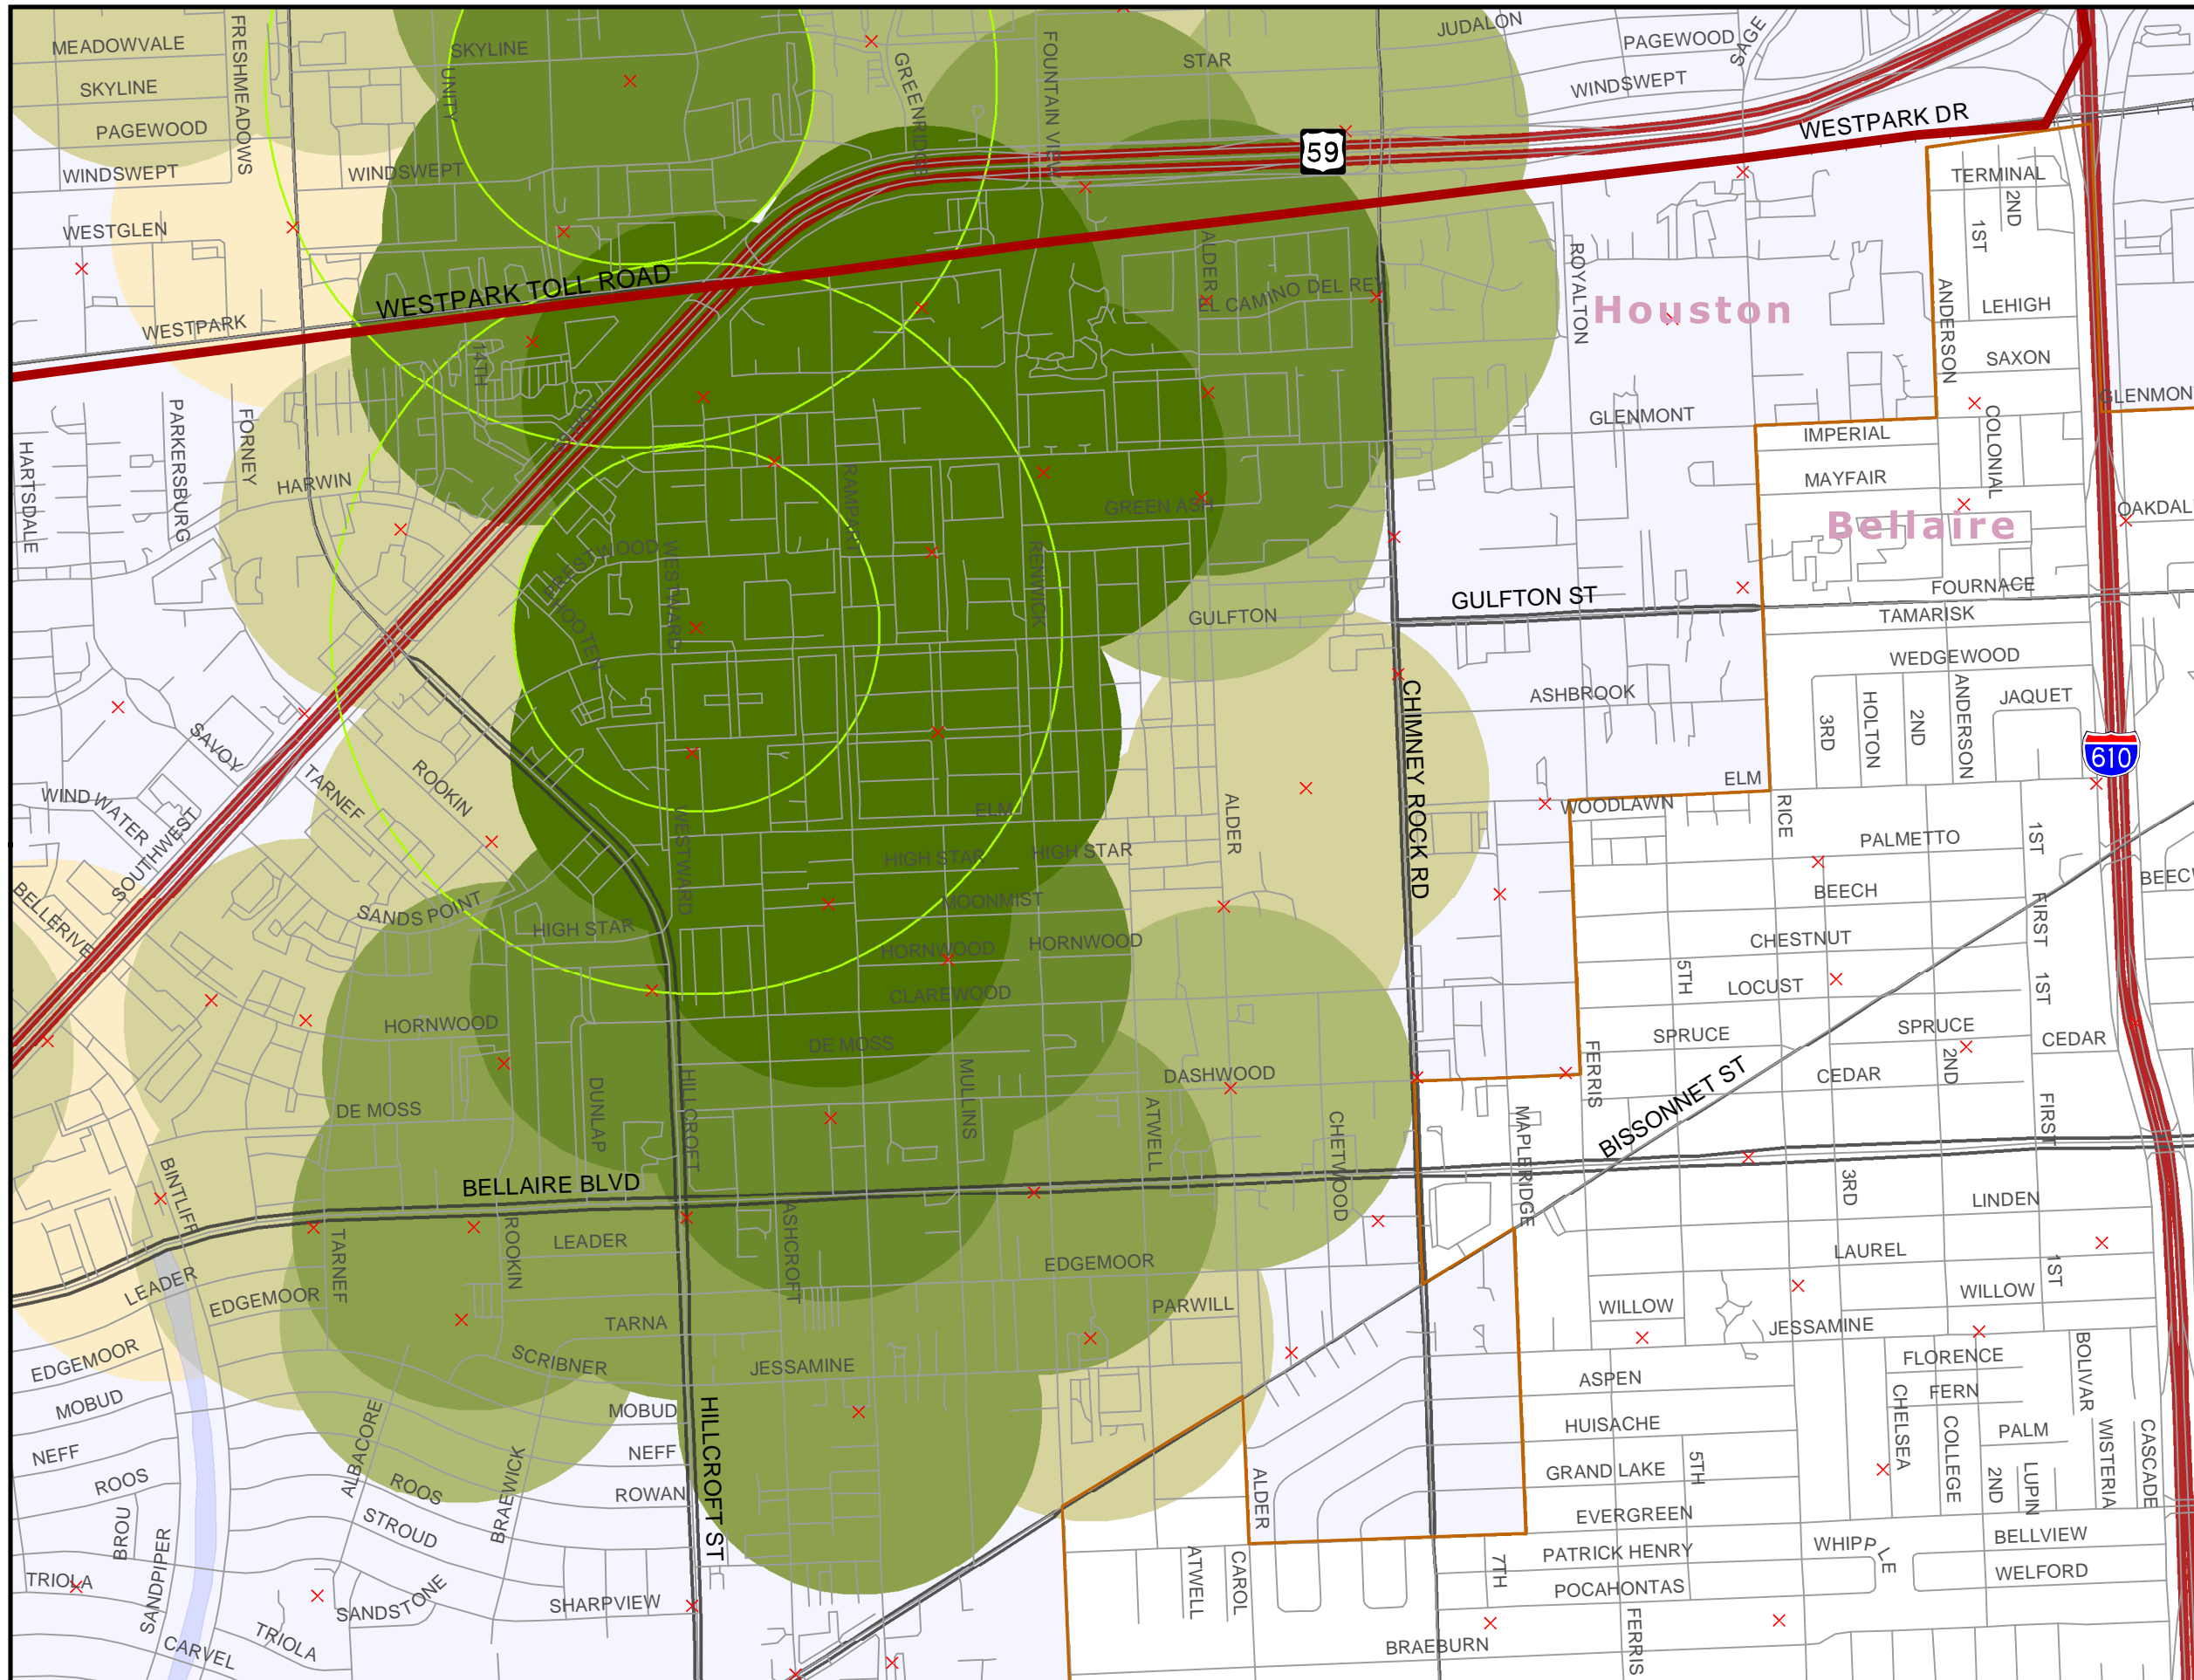 MEADOWVALE
FRESHMEADOWS
SKYLINE
UNITY
GREENRIDGE
FOUNTAIN VIEW
STAR
JUDALON
PAGEWOOD
SAGE
SKYLINE
WINDSWEPT
PAGEWOOD
WESTPARK DR
59
WINDSWEPT
WINDSWEPT
TERMINAL
2ND
1ST
WESTGLEN
ALDER
ROYALTON
WESTPARK TOLL ROAD
EL CAMINO DEL REY
Houston
ANDERSON
LEHIGH
WESTPARK
14TH
SAXON
GLENMON
PARKERSBURG
FORNEY
GLENMONT
COLONIAL
IMPERIAL
HARTSDALE
HARWIN
RAMPART
MAYFAIR
GREEN ASH
OAKDAL
Bellaire
WESTWARD
RENWICK
FOURNACE
GULFTON ST
GULFTON
TAMARISK
WEDGEWOOD
ASHBROOK
ANDERSON
JAQUET
CHIMNEY ROCK RD
3RD
HOLTON
2ND
SAVOY
610
TARNEF
ROOKIN
ELM
WIND WATER
SOUTHWEST
WESTWARD
ELM
ALDER
WOODLAWN
RICE
PALMETTO
1ST
HIGH STAR
HIGH STAR
BEECH
BEECH
BELLERIVE
SANDS POINT
MOONMIST
HIGH STAR
HORNWOOD
HORNWOOD
CHESTNUT
FIRST
5TH
LOCUST
1ST
CLAREWOOD
HORNWOOD
SPRUCE
SPRUCE
CEDAR
DE MOSS
FERRIS
2ND
DASHWOOD
CEDAR
BISSONNET ST
DE MOSS
DUNLAP
HILLCROFT
MULLINS
ATWELL
CHETWOOD
MAPLERIDGE
FIRST
BINTLIFF
BELLAIRE BLVD
3RD
LINDEN
TARNEF
ROOKIN
LEADER
ASHCROFT
EDGEMOOR
LAUREL
1ST
LEADER
EDGEMOOR
PARWILL
WILLOW
WILLOW
TARNA
JESSAMINE
BOLIVAR
EDGEMOOR
SCRIBNER
JESSAMINE
FLORENCE
ASPEN
CHELSEA
FERN
MOBUD
MOBUD
HILLCROFT ST
HUISACHE
COLLEGE
PALM
WISTERIA
CASCADE
NEFF
ALBACORE
NEFF
5TH
ROOS
ROOS
BRAEWICK
ROWAN
ALDER
GRAND LAKE
2ND
LUPIN
BROU
STROUD
EVERGREEN
SANDPIPER
WHIPPLE
BELLVIEW
PATRICK HENRY
TRIOLA
ATWELL
CAROL
7TH
POCAHONTAS
WELFORD
SANDSTONE
SHARPVIEW
TRIOLA
FERRIS
CARVEL
BRAEBURN